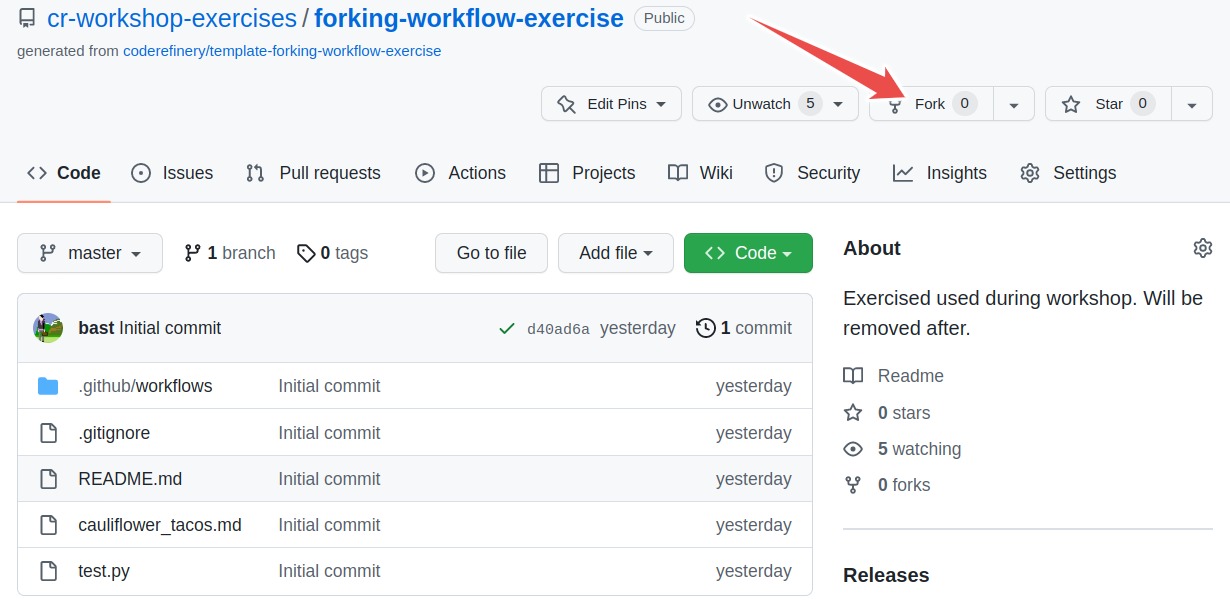 cr-workshop-exercises / forking-workflow-exercise Public
generated from coderefinery/template-forking-workflow-exercise
Edit Pins Unwatch 5 Fork 0 Star 0
Code Issues Pull requests Actions Projects Wiki Security Insights Settings
master 1 branch 0 tags Go to file Add file Code
bast Initial commit d40ad6a yesterday 1 commit
.github/workflows Initial commit yesterday
.gitignore Initial commit yesterday
README.md Initial commit yesterday
cauliflower_tacos.md Initial commit yesterday
test.py Initial commit yesterday
About
Exercised used during workshop. Will be
removed after.
Readme
0 stars
5 watching
0 forks
Releases